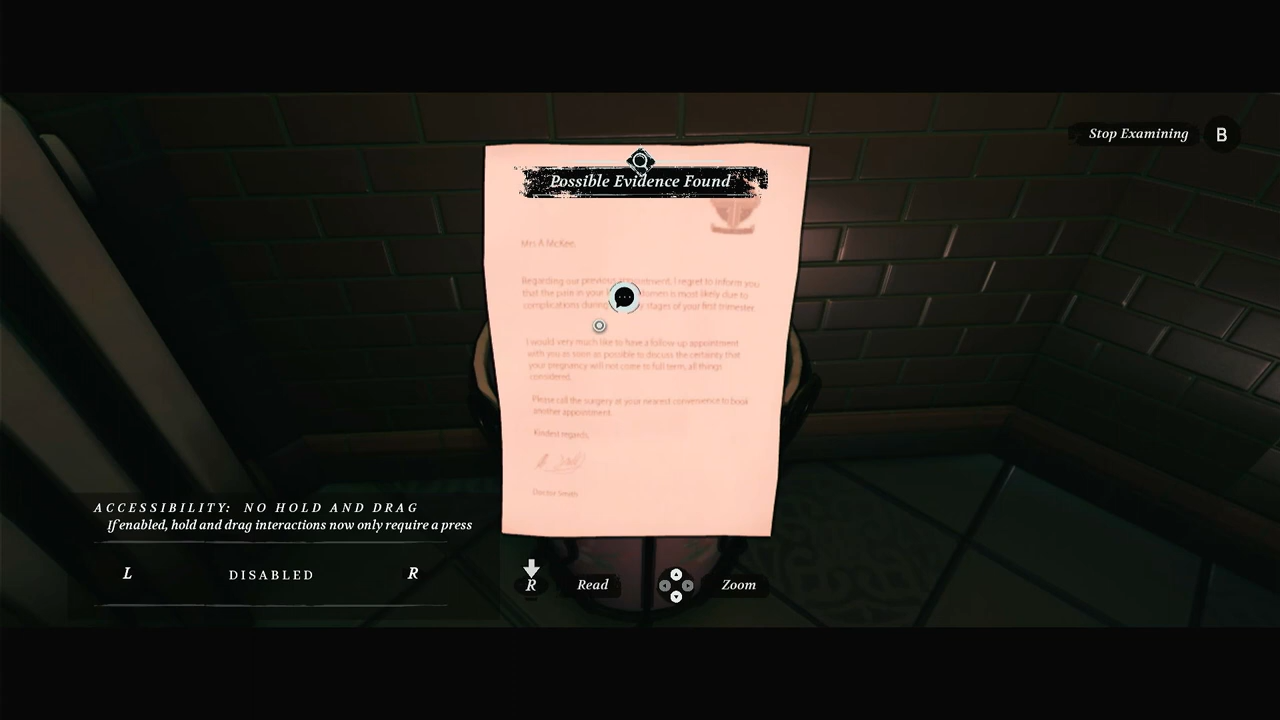 Stop Examining B
Possible Evidence Found
Mrs A McKee,
Regarding our previous appointment, I regret to inform you
that the pain in your is most likely due to
complications during stages of your first trimester
I would very much like to have a follow up appointment
with you as soon as possible to discuss the certainty that
your pregnancy will not come to full term, all things
considered.
Please call the surgery at your nearest convenience to book
another appointment.
Kindest regards,
Doctor Smith
ACCESSIBILITY: NO HOLD AND DRAG
If enabled, hold and drag interactions now only require a press
L DISABLED R
R Read Zoom